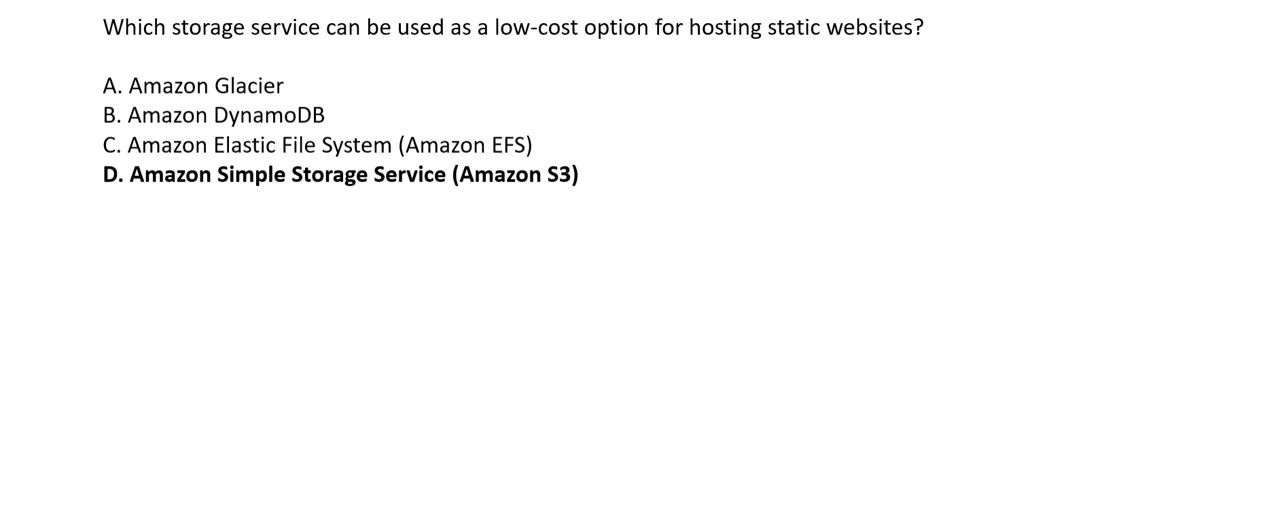 Which storage service can be used as a low-cost option for hosting static websites?
A. Amazon Glacier
B. Amazon DynamoDB
C. Amazon Elastic File System (Amazon EFS)
D. Amazon Simple Storage Service (Amazon S3)